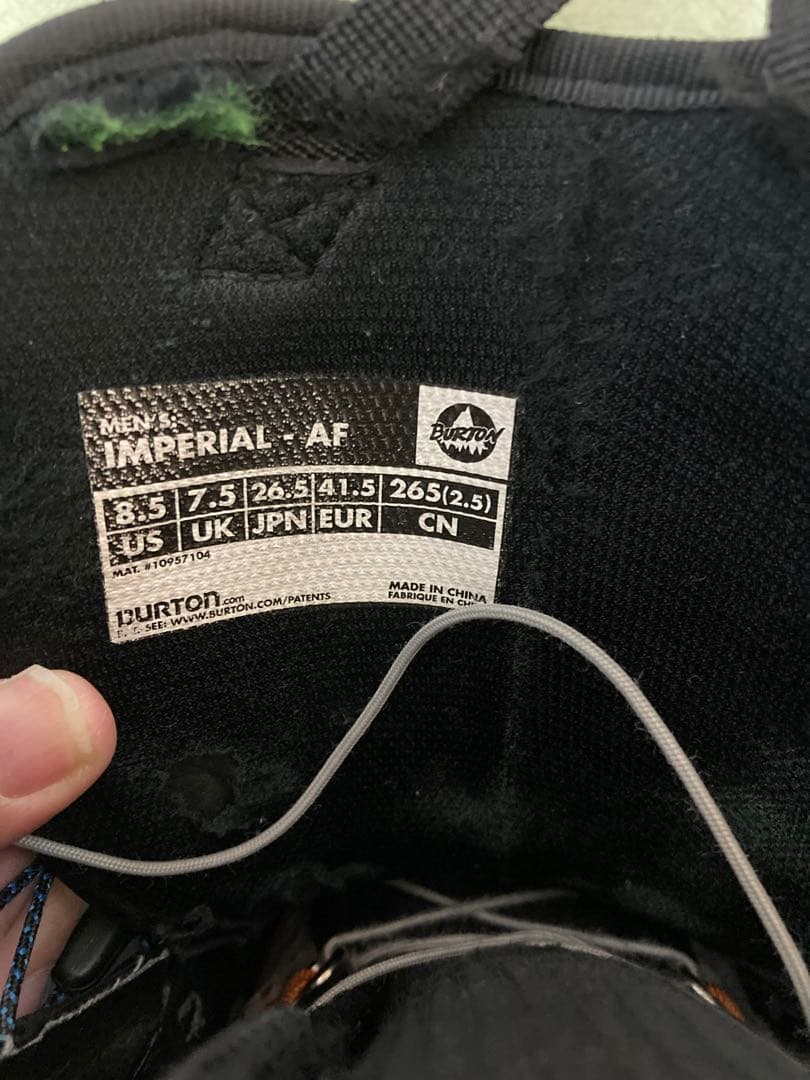 MEN'S:
IMPERIAL - AF
BURTON
8.5 7.5 26.5 41.5 265(2.5)
US UK JPN EUR CN
MAT. #10957104
BURTON.com
SEE: WWW.BURTON.COM/PATENTS
MADE IN CHINA
FABRIQUE EN